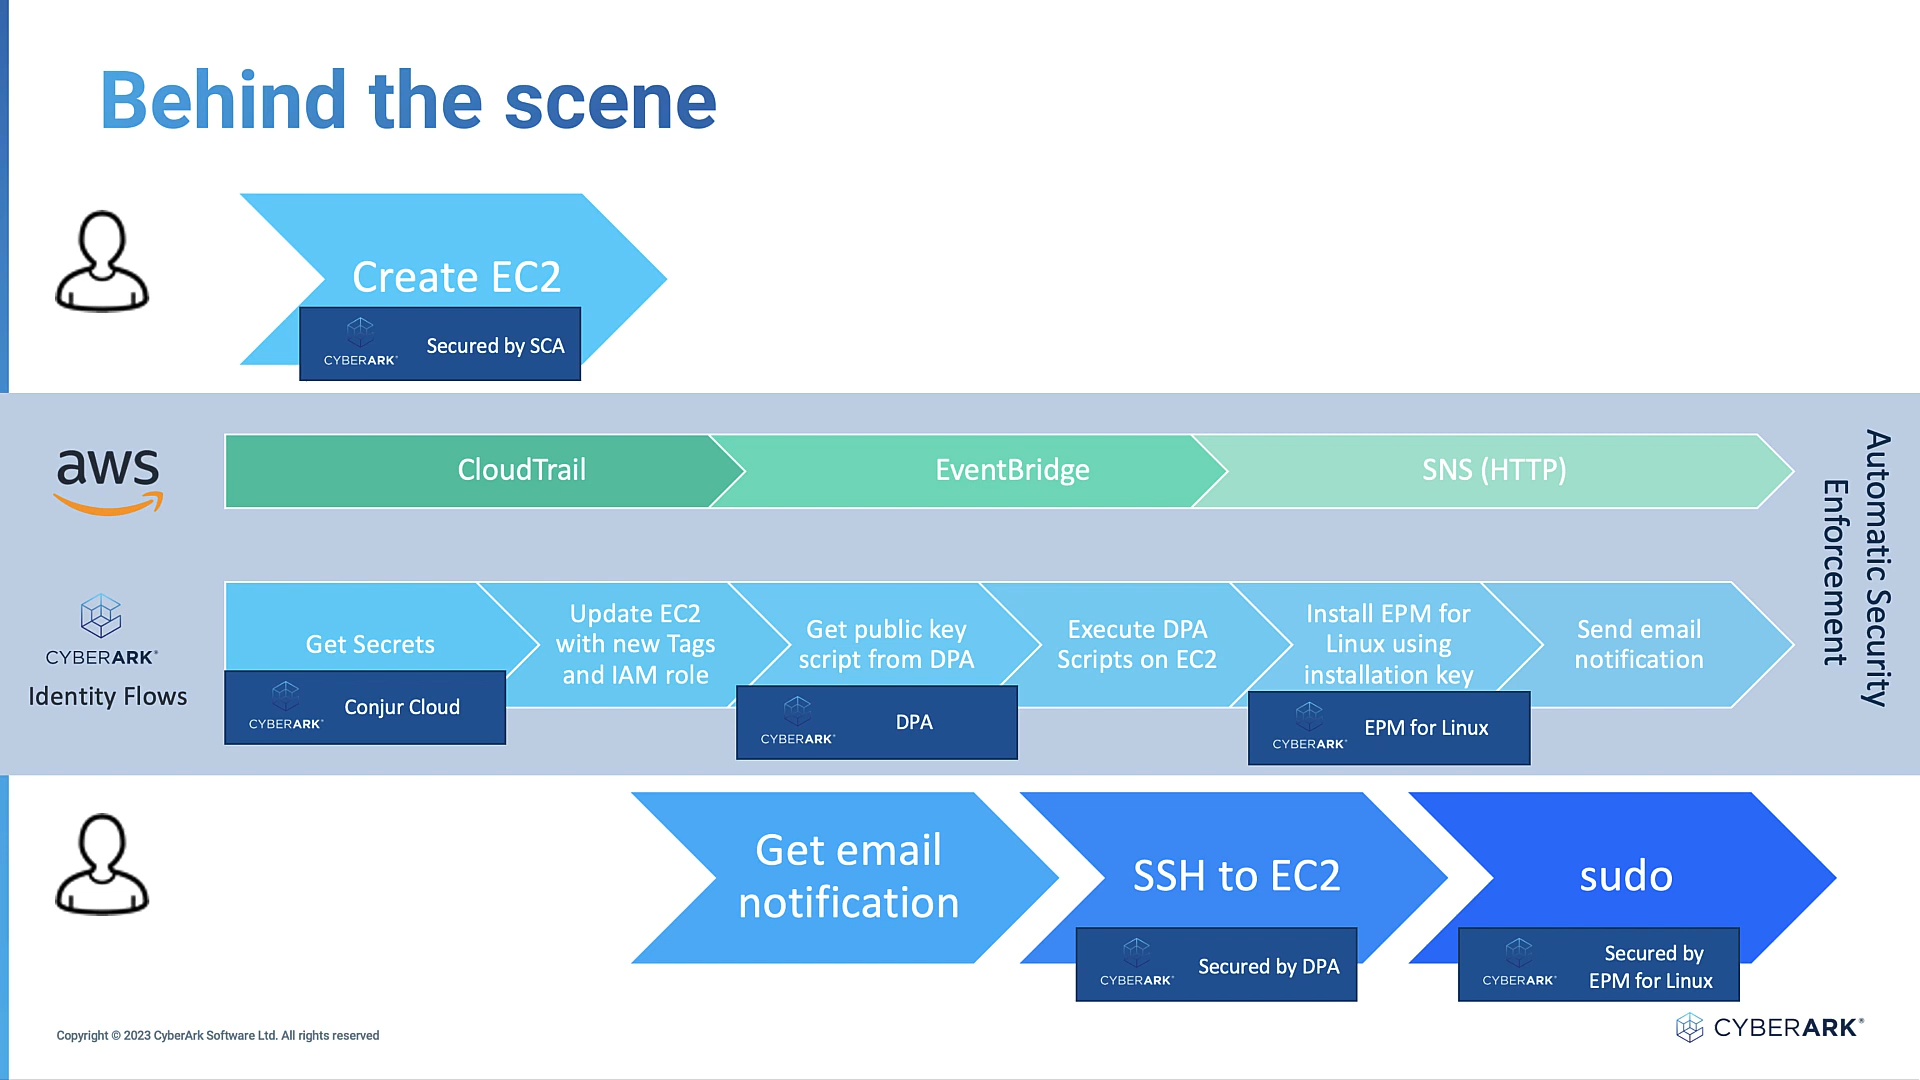 Behind the scene
Create EC2
CYBERARK®
Secured by SCA
aws
CloudTrail
EventBridge
SNS (HTTP)
Automatic Security
Enforcement
CYBERARK®
Identity Flows
Get Secrets
CYBERARK®
Conjur Cloud
Update EC2
with new Tags
and IAM role
Get public key
script from DPA
CYBERARK®
DPA
Execute DPA
Scripts on EC2
Install EPM for
Linux using
installation key
CYBERARK®
EPM for Linux
Send email
notification
Get email
notification
SSH to EC2
CYBERARK®
Secured by DPA
sudo
CYBERARK®
Secured by
EPM for Linux
Copyright © 2023 CyberArk Software Ltd. All rights reserved
CYBERARK®